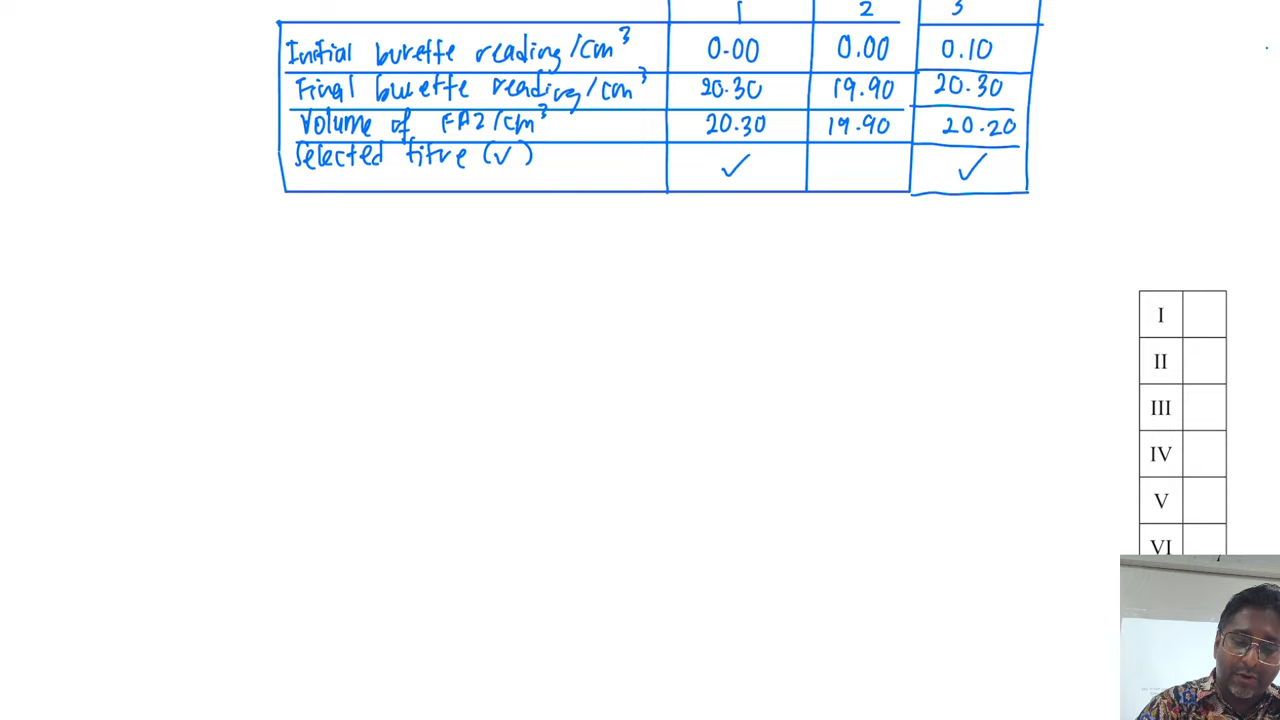 1 2 3
Initial burette reading/cm³ 0.00 0.00 0.10
Final burette reading/cm³ 20.30 19.90 20.30
Volume of FA2/cm³ 20.30 19.90 20.20
Selected titre (✓) ✓ ✓
I
II
III
IV
V
VI